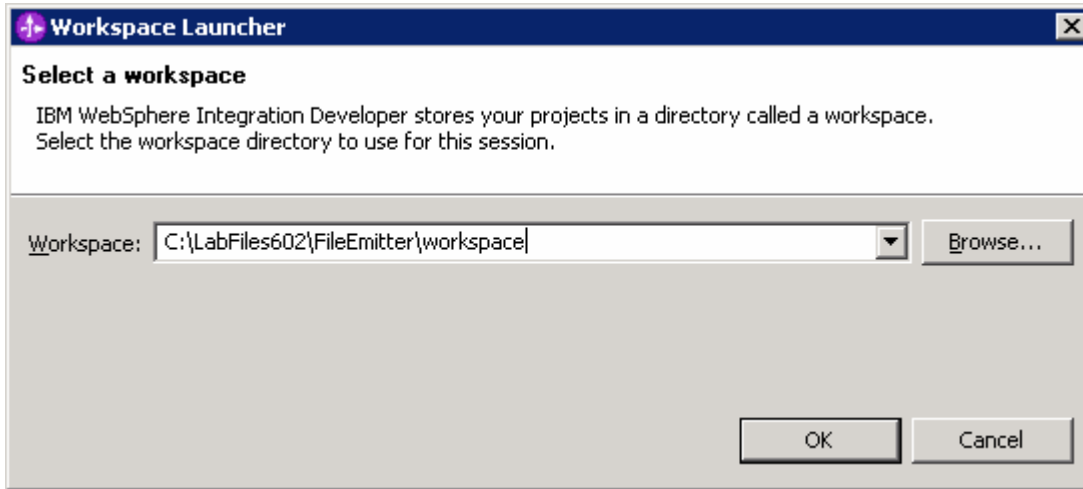 Workspace Launcher
Select a workspace
IBM WebSphere Integration Developer stores your projects in a directory called a workspace.
Select the workspace directory to use for this session.
Workspace: C:\LabFiles602\FileEmitter\workspace Browse...
OK Cancel